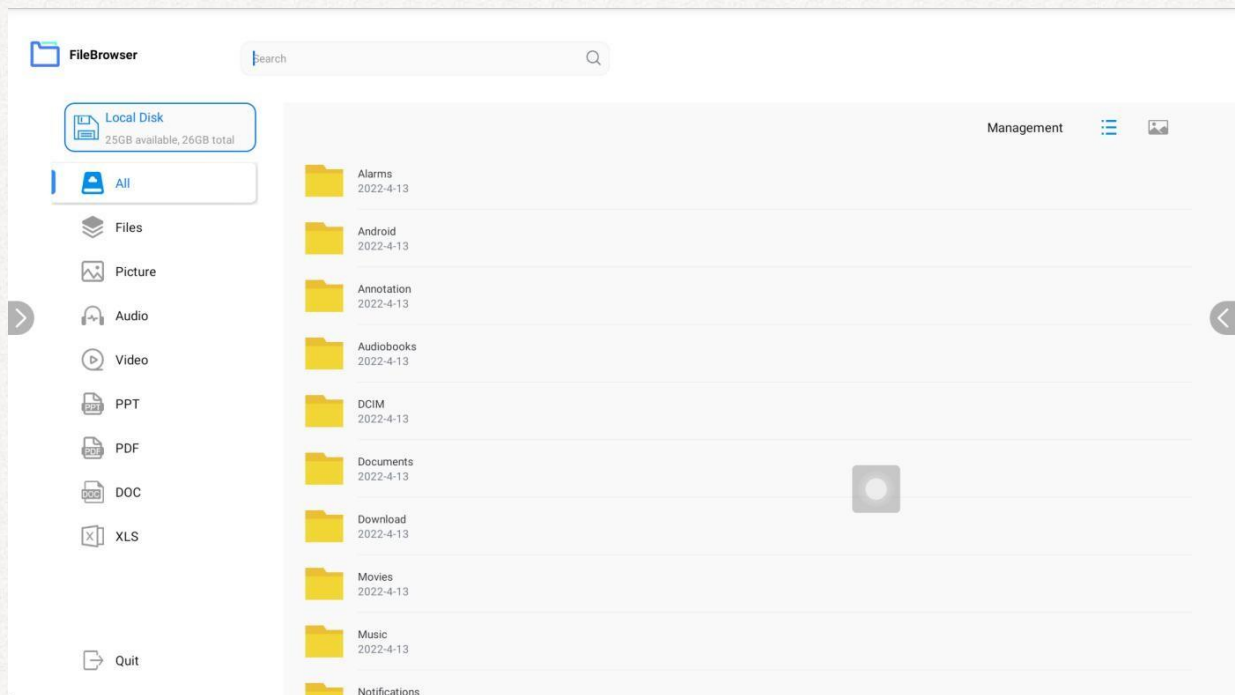 FileBrowser
Search
Local Disk
25GB available, 26GB total
All
Files
Picture
Audio
Video
PPT
PDF
DOC
XLS
Quit
Management
Alarms
2022-4-13
Android
2022-4-13
Annotation
2022-4-13
Audiobooks
2022-4-13
DCIM
2022-4-13
Documents
2022-4-13
Download
2022-4-13
Movies
2022-4-13
Music
2022-4-13
Notifications